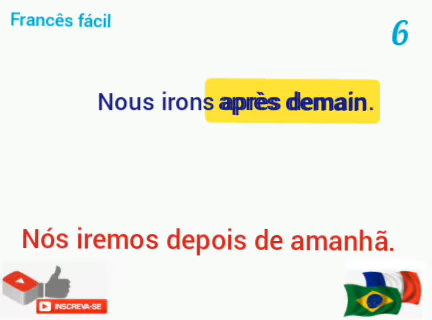 Francês fácil
6
Nous irons après demain.
Nós iremos depois de amanhã.
INSCREVA-SE